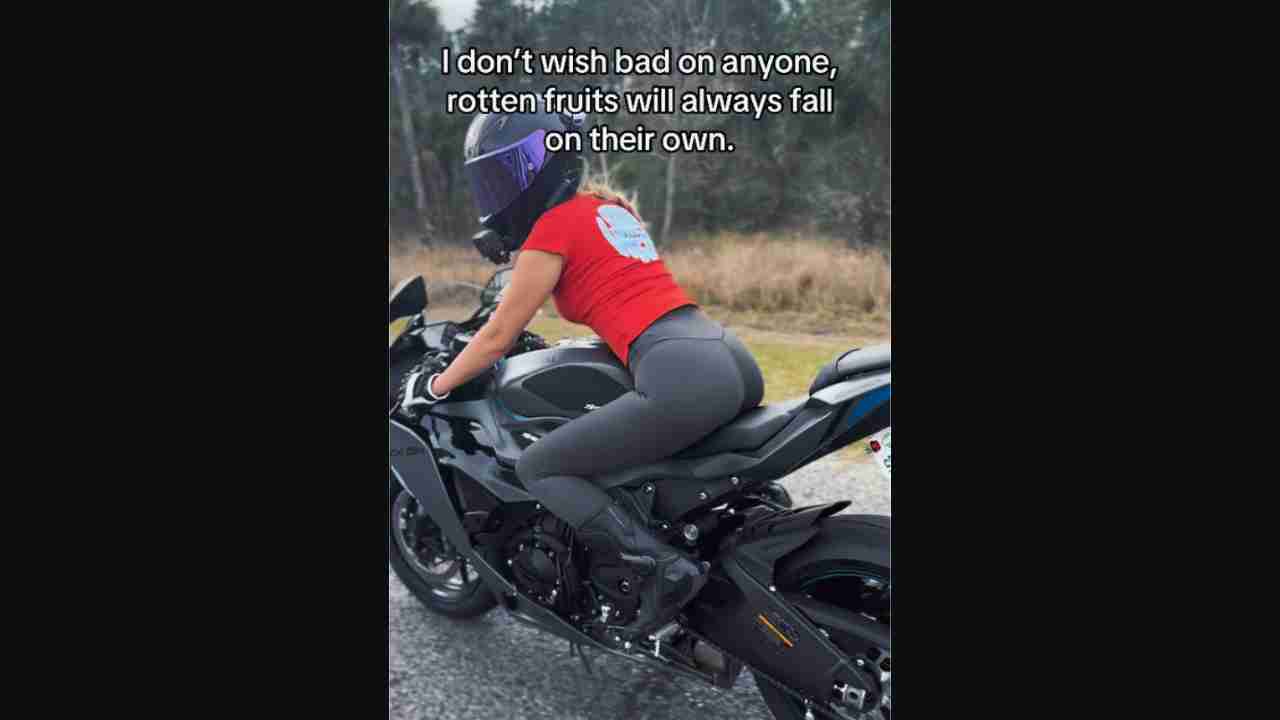 I don’t wish bad on anyone,
rotten fruits will always fall
on their own.